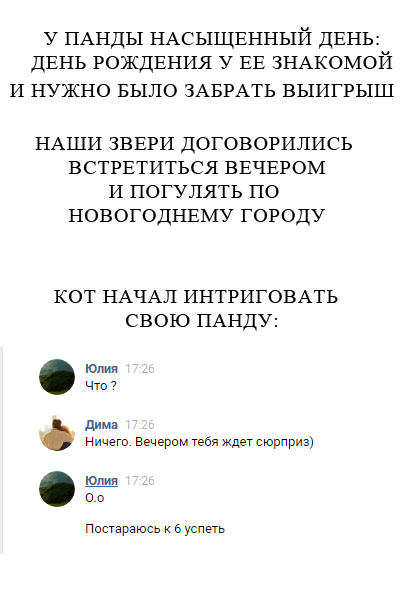 У ПАНДЫ НАСЫЩЕННЫЙ ДЕНЬ:
ДЕНЬ РОЖДЕНИЯ У ЕЕ ЗНАКОМОЙ
И НУЖНО БЫЛО ЗАБРАТЬ ВЫИГРЫШ
НАШИ ЗВЕРИ ДОГОВОРИЛИСЬ
ВСТРЕТИТЬСЯ ВЕЧЕРОМ
И ПОГУЛЯТЬ ПО
НОВОГОДНЕМУ ГОРОДУ
КОТ НАЧАЛ ИНТРИГОВАТЬ
СВОЮ ПАНДУ:
Юлия 17:26
Что ?
Дима 17:26
Ничего. Вечером тебя ждет сюрприз)
Юлия 17:26
О.о
Постараюсь к 6 успеть